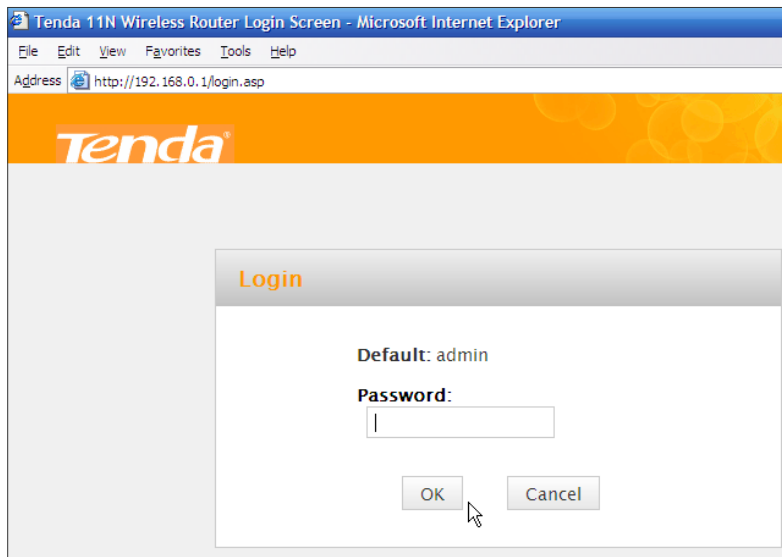 Tenda 11N Wireless Router Login Screen - Microsoft Internet Explorer
File Edit View Favorites Tools Help
Address http://192.168.0.1/login.asp
Tenda®
Login
Default: admin
Password:
OK Cancel